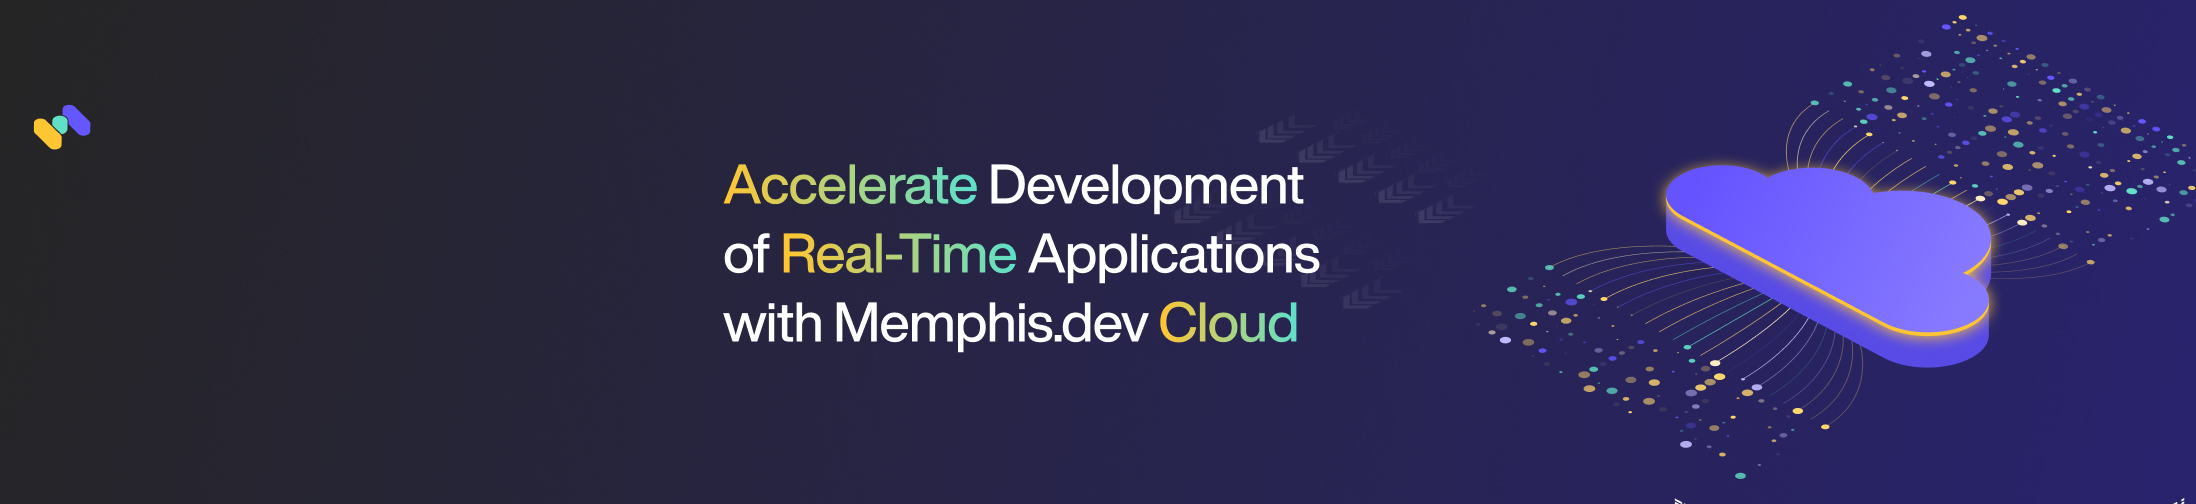 Accelerate Development
of Real-Time Applications
with Memphis.dev Cloud